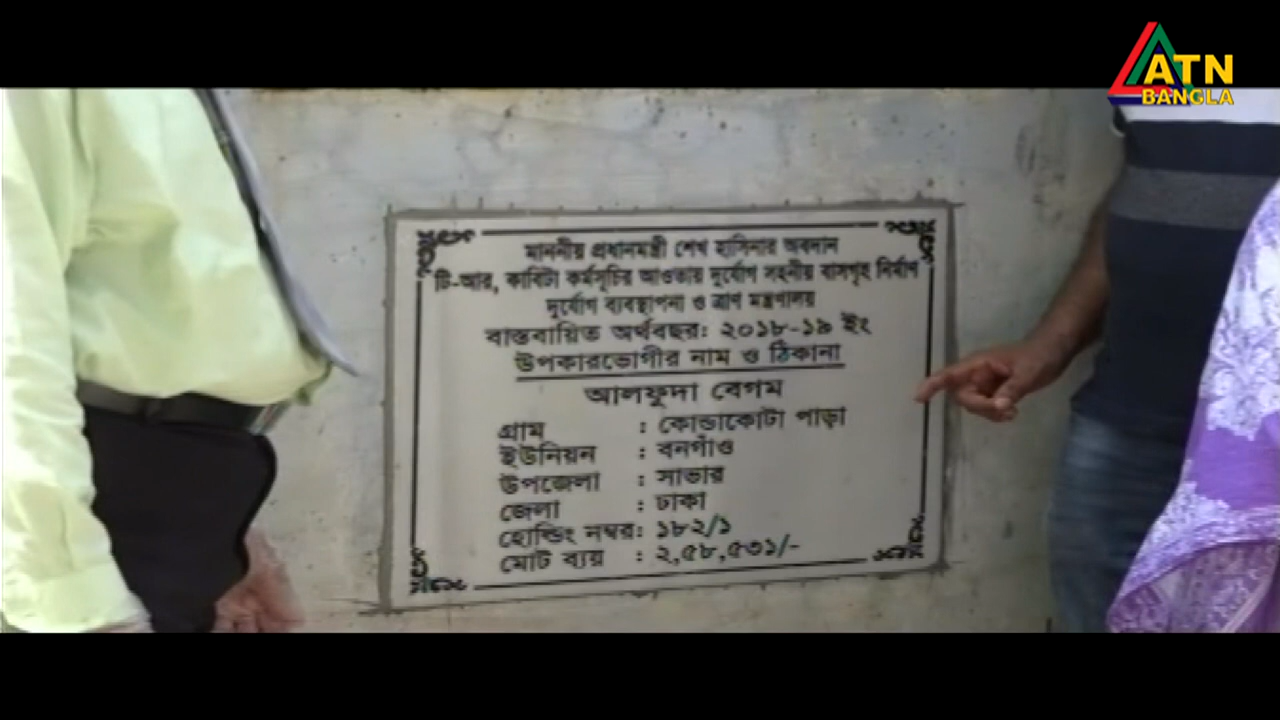 ATN
BANGLA
মাননীয় প্রধানমন্ত্রী শেখ হাসিনার অবদান
টি-আর, কাবিটা কর্মসূচির আওতায় দুর্যোগ সহনীয় বাসগৃহ নির্মাণ
দুর্যোগ ব্যবস্থাপনা ও ত্রাণ মন্ত্রণালয়
বাস্তবায়িত অর্থবছর: ২০১৮-১৯ ইং
উপকারভোগীর নাম ও ঠিকানা
আলফুদা বেগম
গ্রাম : কোন্ডাকোটা পাড়া
ইউনিয়ন : বনগাঁও
উপজেলা : সাভার
জেলা : ঢাকা
হোল্ডিং নম্বর: ১৮২/১
মোট ব্যয় : ২,৫৮,৫৩১/-